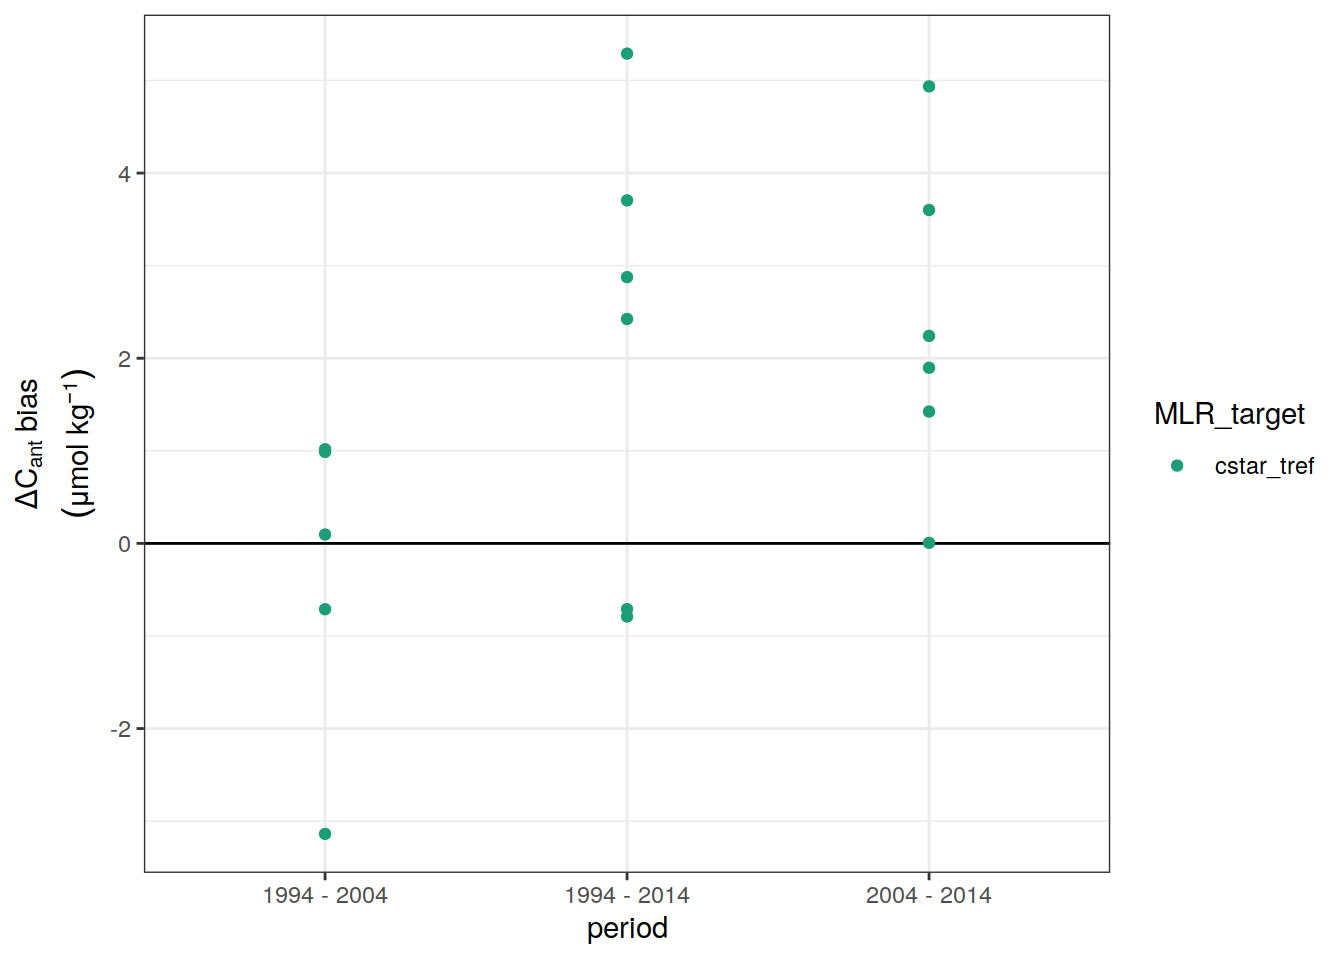 ΔCant bias
(μmol kg−1)
4
2
0
-2
1994 - 2004
1994 - 2014
2004 - 2014
period
MLR_target
cstar_tref